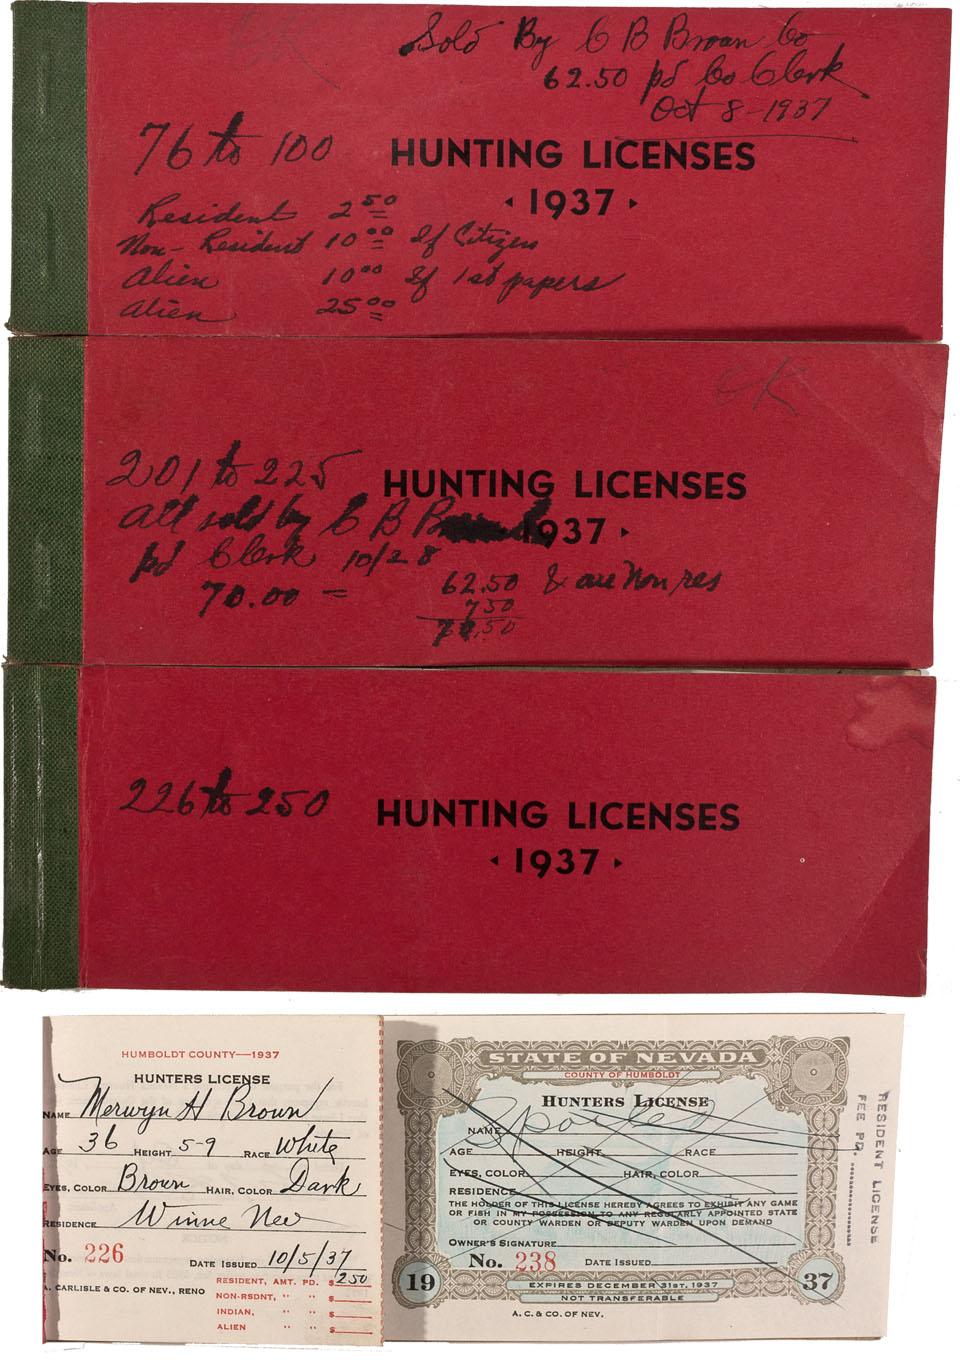 OK
Sold By C B Brown Co
62.50 pd Co Clerk
Oct 8-1937
76 to 100
HUNTING LICENSES
1937
Resident 2 50
Non-Resident 10 00 If Citizen
Alien 10 00 If 1st papers
Alien 25 00
OK
201 to 225
HUNTING LICENSES
All sold by C B B
1937
pd Clerk 10/28
70.00 = 62.50 & are Non res
7 50
70.50
226 to 250
HUNTING LICENSES
1937
HUMBOLDT COUNTY—1937
HUNTERS LICENSE
NAME Merwyn H Brown
AGE 36 HEIGHT 5-9 RACE White
EYES, COLOR Brown HAIR, COLOR Dark
RESIDENCE Winne Nev
No. 226 DATE ISSUED 10/5/37
RESIDENT, AMT. PD. $2.50
A. CARLISLE & CO. OF NEV., RENO
NON-RSDNT, " " $
INDIAN, " " $
ALIEN " " $
STATE OF NEVADA
COUNTY OF HUMBOLDT
HUNTERS LICENSE
Spoiled
NAME
AGE HEIGHT RACE
EYES, COLOR HAIR, COLOR
RESIDENCE
THE HOLDER OF THIS LICENSE HEREBY AGREES TO EXHIBIT ANY GAME
OR FISH IN MY POSSESSION TO ANY REGULARLY APPOINTED STATE
OR COUNTY WARDEN OR DEPUTY WARDEN UPON DEMAND
OWNER'S SIGNATURE
No. 238 DATE ISSUED
19 EXPIRES DECEMBER 31ST, 1937 37
NOT TRANSFERABLE
A. C. & CO. OF NEV.
RESIDENT LICENSE
FEE PD.